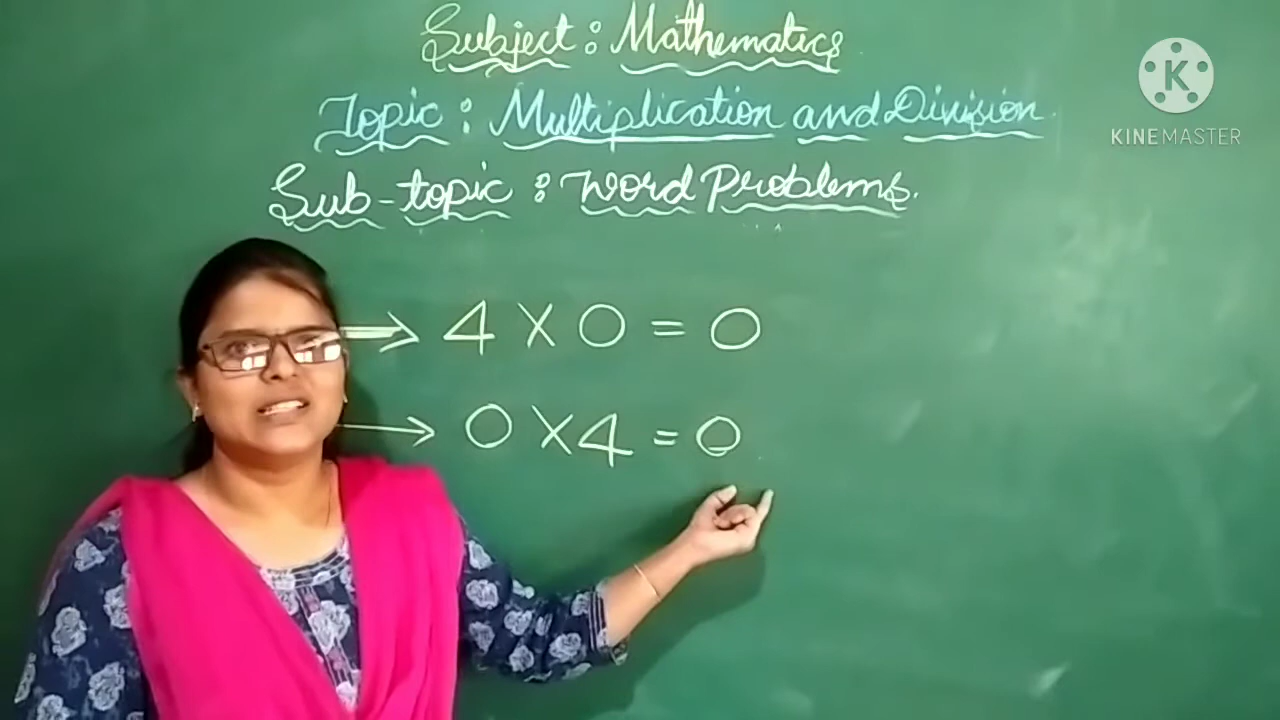 Subject : Mathematics
K
KINEMASTER
Topic : Multiplication and Division.
Sub-topic : Word Problems.
→ 4 X 0 = 0
→ 0 X 4 = 0